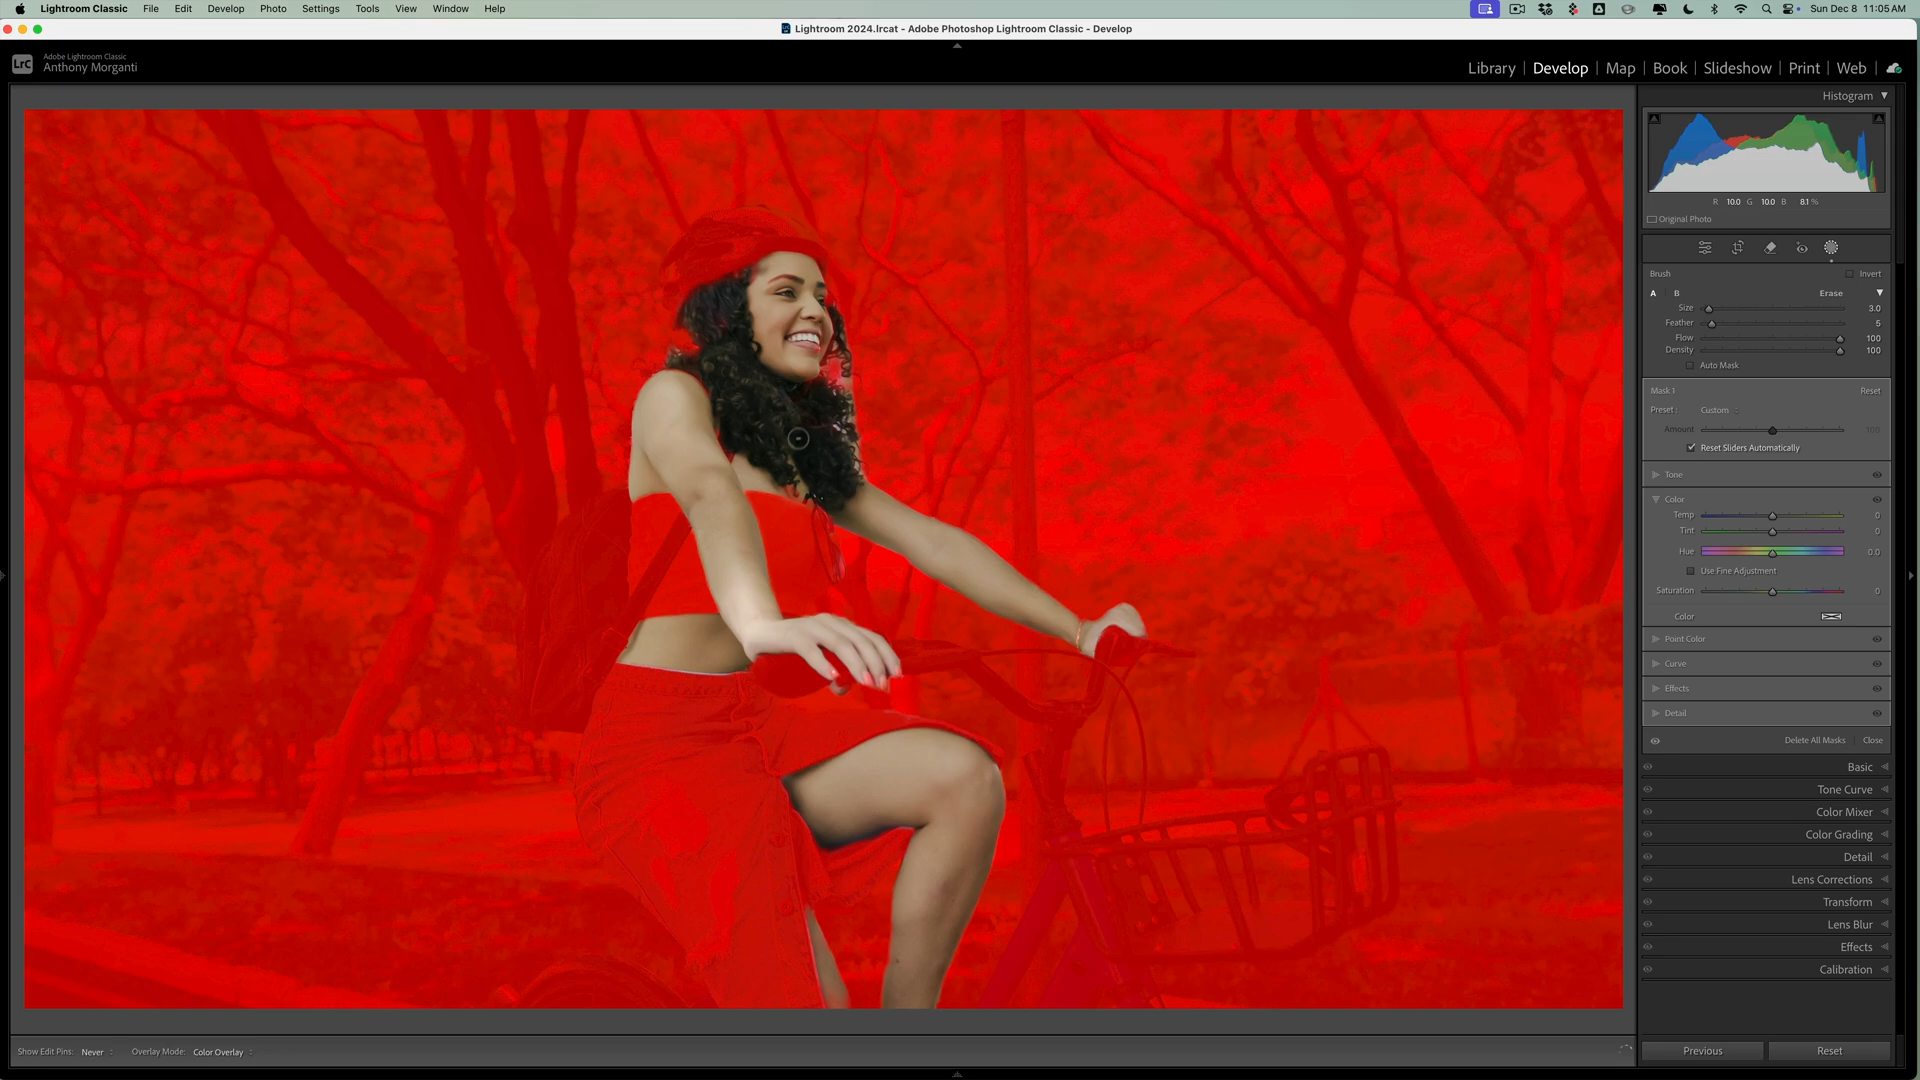 Lightroom Classic File Edit Develop Photo Settings Tools View Window Help Sun Dec 8 11:05 AM
Lightroom 2024.lrcat - Adobe Photoshop Lightroom Classic - Develop
LrC Adobe Lightroom Classic
Anthony Morganti
Library | Develop | Map | Book | Slideshow | Print | Web
Histogram
R 10.0 G 10.0 B 8.1 %
Original Photo
Brush Invert
A B Erase
Size 3.0
Feather 5
Flow 100
Density 100
Auto Mask
Mask 1 Reset
Preset : Custom
Amount 100
Reset Sliders Automatically
Tone
Color
Temp 0
Tint 0
Hue 0.0
Use Fine Adjustment
Saturation 0
Color
Point Color
Curve
Effects
Detail
Delete All Masks Close
Basic
Tone Curve
Color Mixer
Color Grading
Detail
Lens Corrections
Transform
Lens Blur
Effects
Calibration
Show Edit Pins: Never Overlay Mode: Color Overlay
Previous Reset